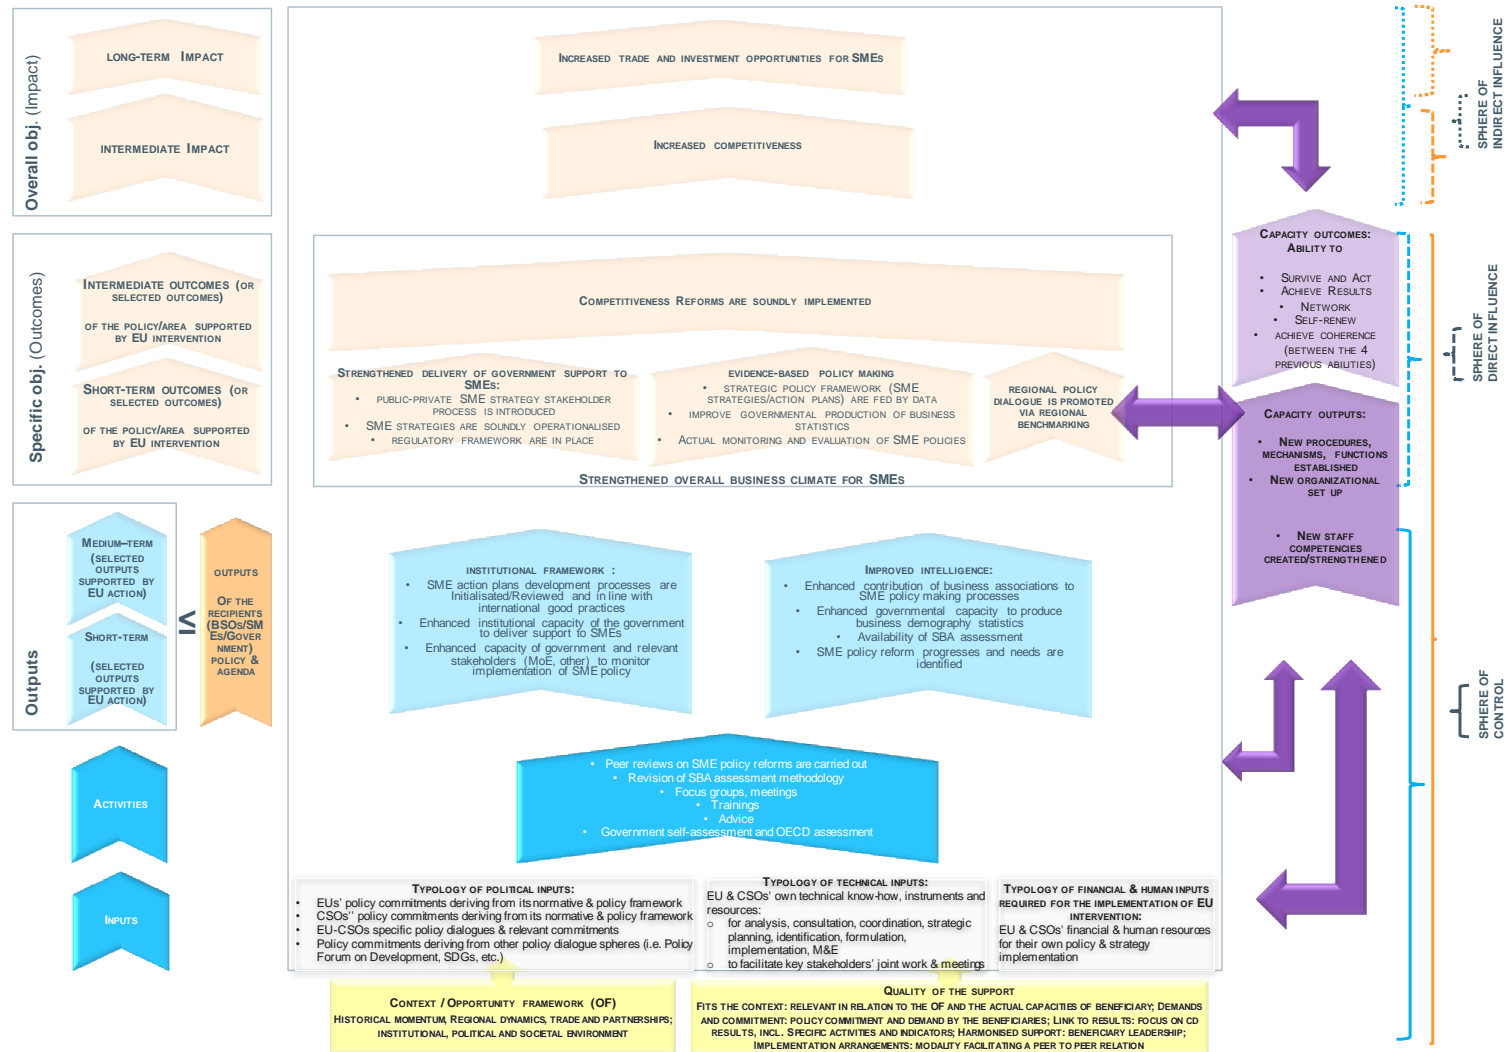 Overall obj. (Impact)
LONG-TERM IMPACT
INTERMEDIATE IMPACT
INCREASED TRADE AND INVESTMENT OPPORTUNITIES FOR SMES
INCREASED COMPETITIVENESS
SPHERE OF
INDIRECT INFLUENCE
Specific obj. (Outcomes)
INTERMEDIATE OUTCOMES (OR
SELECTED OUTCOMES)
OF THE POLICY/AREA SUPPORTED
BY EU INTERVENTION
SHORT-TERM OUTCOMES (OR
SELECTED OUTCOMES)
OF THE POLICY/AREA SUPPORTED
BY EU INTERVENTION
COMPETITIVENESS REFORMS ARE SOUNDLY IMPLEMENTED
STRENGTHENED DELIVERY OF GOVERNMENT SUPPORT TO
SMES:
• PUBLIC-PRIVATE SME STRATEGY STAKEHOLDER
PROCESS IS INTRODUCED
• SME STRATEGIES ARE SOUNDLY OPERATIONALISED
• REGULATORY FRAMEWORK ARE IN PLACE
EVIDENCE-BASED POLICY MAKING
• STRATEGIC POLICY FRAMEWORK (SME
STRATEGIES/ACTION PLANS) ARE FED BY DATA
• IMPROVE GOVERNMENTAL PRODUCTION OF BUSINESS
STATISTICS
• ACTUAL MONITORING AND EVALUATION OF SME POLICIES
REGIONAL POLICY
DIALOGUE IS PROMOTED
VIA REGIONAL
BENCHMARKING
STRENGTHENED OVERALL BUSINESS CLIMATE FOR SMES
CAPACITY OUTCOMES:
ABILITY TO
• SURVIVE AND ACT
• ACHIEVE RESULTS
• NETWORK
• SELF-RENEW
• ACHIEVE COHERENCE
(BETWEEN THE 4
PREVIOUS ABILITIES)
CAPACITY OUTPUTS:
• NEW PROCEDURES,
MECHANISMS, FUNCTIONS
ESTABLISHED
• NEW ORGANIZATIONAL
SET UP
• NEW STAFF
COMPETENCIES
CREATED/STRENGTHENED
SPHERE OF
DIRECT INFLUENCE
Outputs
MEDIUM–TERM
(SELECTED
OUTPUTS
SUPPORTED BY
EU ACTION)
SHORT-TERM
(SELECTED
OUTPUTS
SUPPORTED BY
EU ACTION)
≤
OUTPUTS
OF THE
RECIPIENTS
(BSOS/SM
ES/GOVER
NMENT)
POLICY &
AGENDA
INSTITUTIONAL FRAMEWORK :
• SME action plans development processes are
Initialisated/Reviewed and in line with
international good practices
• Enhanced institutional capacity of the government
to deliver support to SMEs
• Enhanced capacity of government and relevant
stakeholders (MoE, other) to monitor
implementation of SME policy
IMPROVED INTELLIGENCE:
• Enhanced contribution of business associations to
SME policy making processes
• Enhanced governmental capacity to produce
business demography statistics
• Availability of SBA assessment
• SME policy reform progresses and needs are
identified
SPHERE OF
CONTROL
ACTIVITIES
• Peer reviews on SME policy reforms are carried out
• Revision of SBA assessment methodology
• Focus groups, meetings
• Trainings
• Advice
• Government self-assessment and OECD assessment
INPUTS
TYPOLOGY OF POLITICAL INPUTS:
• EUs' policy commitments deriving from its normative & policy framework
• CSOs'' policy commitments deriving from its normative & policy framework
• EU-CSOs specific policy dialogues & relevant commitments
• Policy commitments deriving from other policy dialogue spheres (i.e. Policy
Forum on Development, SDGs, etc.)
TYPOLOGY OF TECHNICAL INPUTS:
EU & CSOs' own technical know-how, instruments and
resources:
o for analysis, consultation, coordination, strategic
planning, identification, formulation,
implementation, M&E
o to facilitate key stakeholders' joint work & meetings
TYPOLOGY OF FINANCIAL & HUMAN INPUTS
REQUIRED FOR THE IMPLEMENTATION OF EU
INTERVENTION:
EU & CSOs' financial & human resources
for their own policy & strategy
implementation
CONTEXT / OPPORTUNITY FRAMEWORK (OF)
HISTORICAL MOMENTUM, REGIONAL DYNAMICS, TRADE AND PARTNERSHIPS;
INSTITUTIONAL, POLITICAL AND SOCIETAL ENVIRONMENT
QUALITY OF THE SUPPORT
FITS THE CONTEXT: RELEVANT IN RELATION TO THE OF AND THE ACTUAL CAPACITIES OF BENEFICIARY; DEMANDS
AND COMMITMENT: POLICY COMMITMENT AND DEMAND BY THE BENEFICIARIES; LINK TO RESULTS: FOCUS ON CD
RESULTS, INCL. SPECIFIC ACTIVITIES AND INDICATORS; HARMONISED SUPPORT: BENEFICIARY LEADERSHIP;
IMPLEMENTATION ARRANGEMENTS: MODALITY FACILITATING A PEER TO PEER RELATION